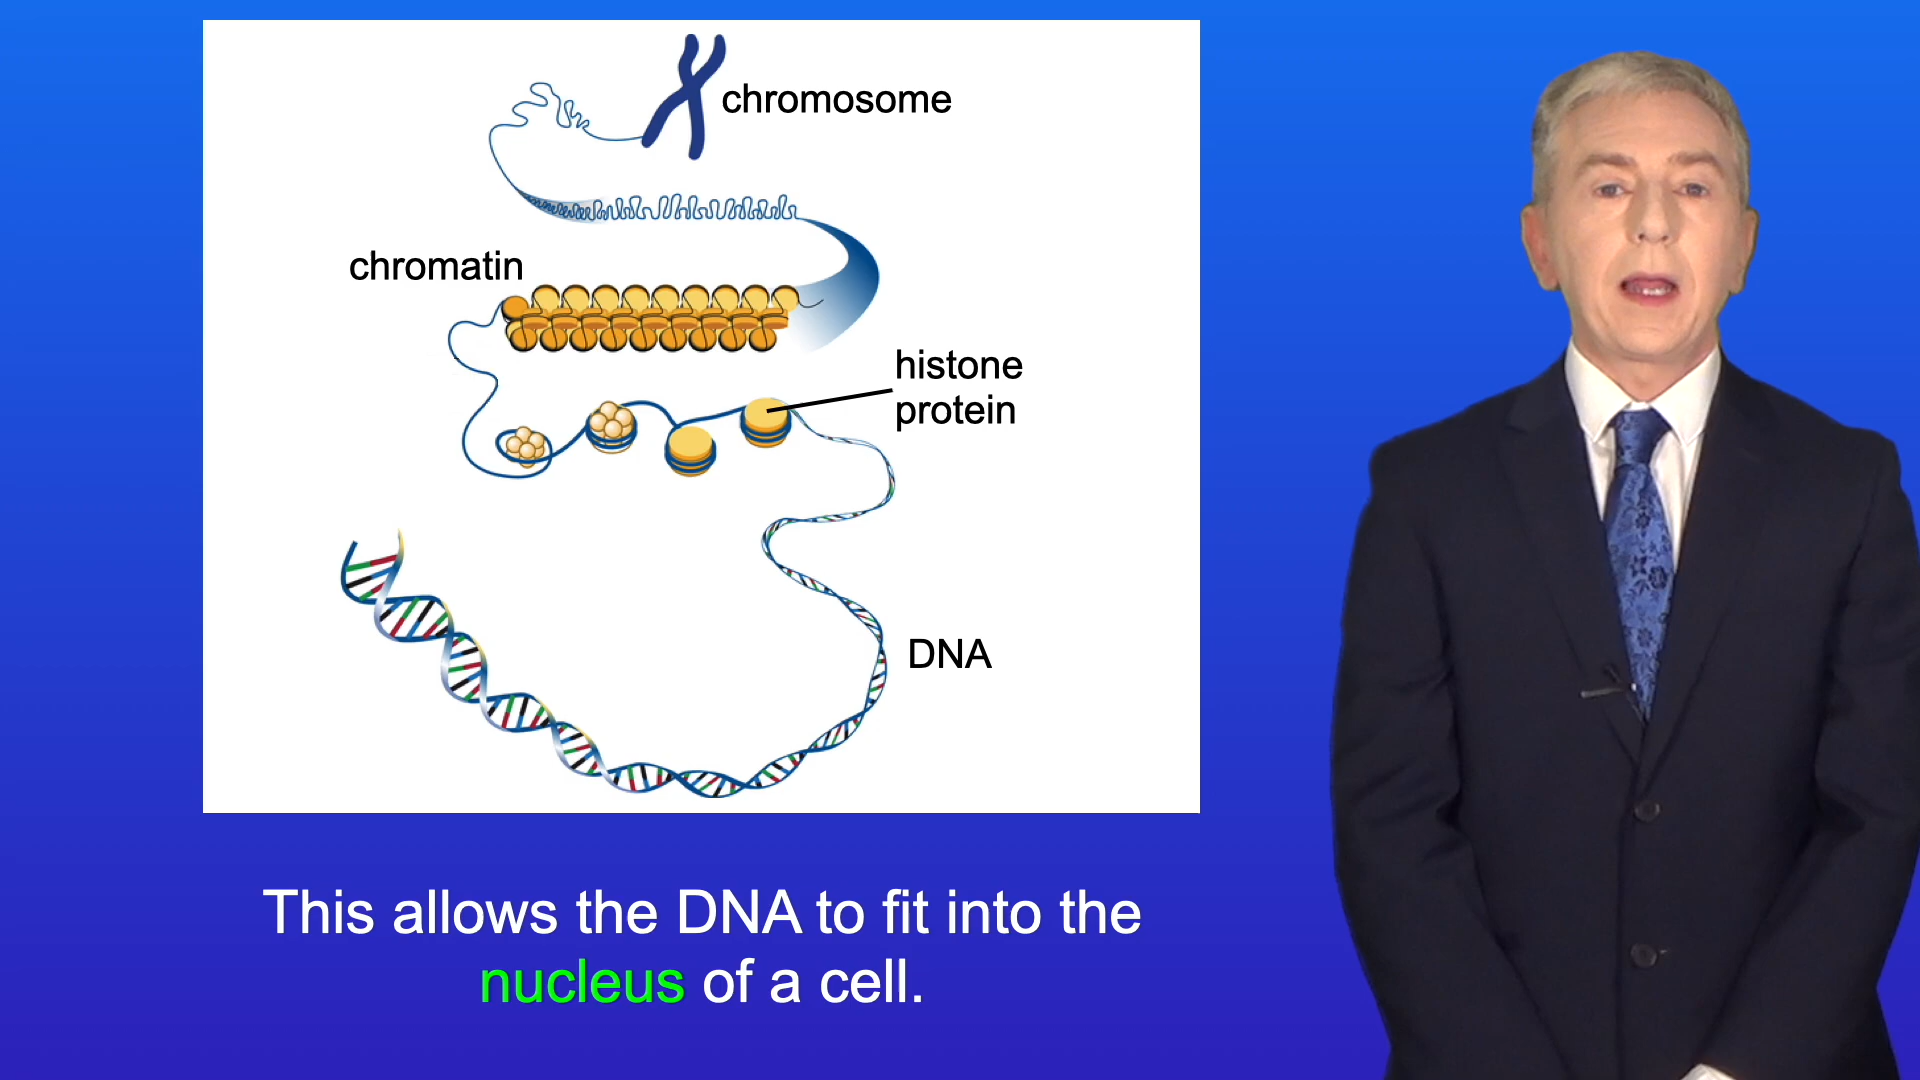 chromosome
chromatin
histone
protein
DNA
This allows the DNA to fit into the
nucleus of a cell.